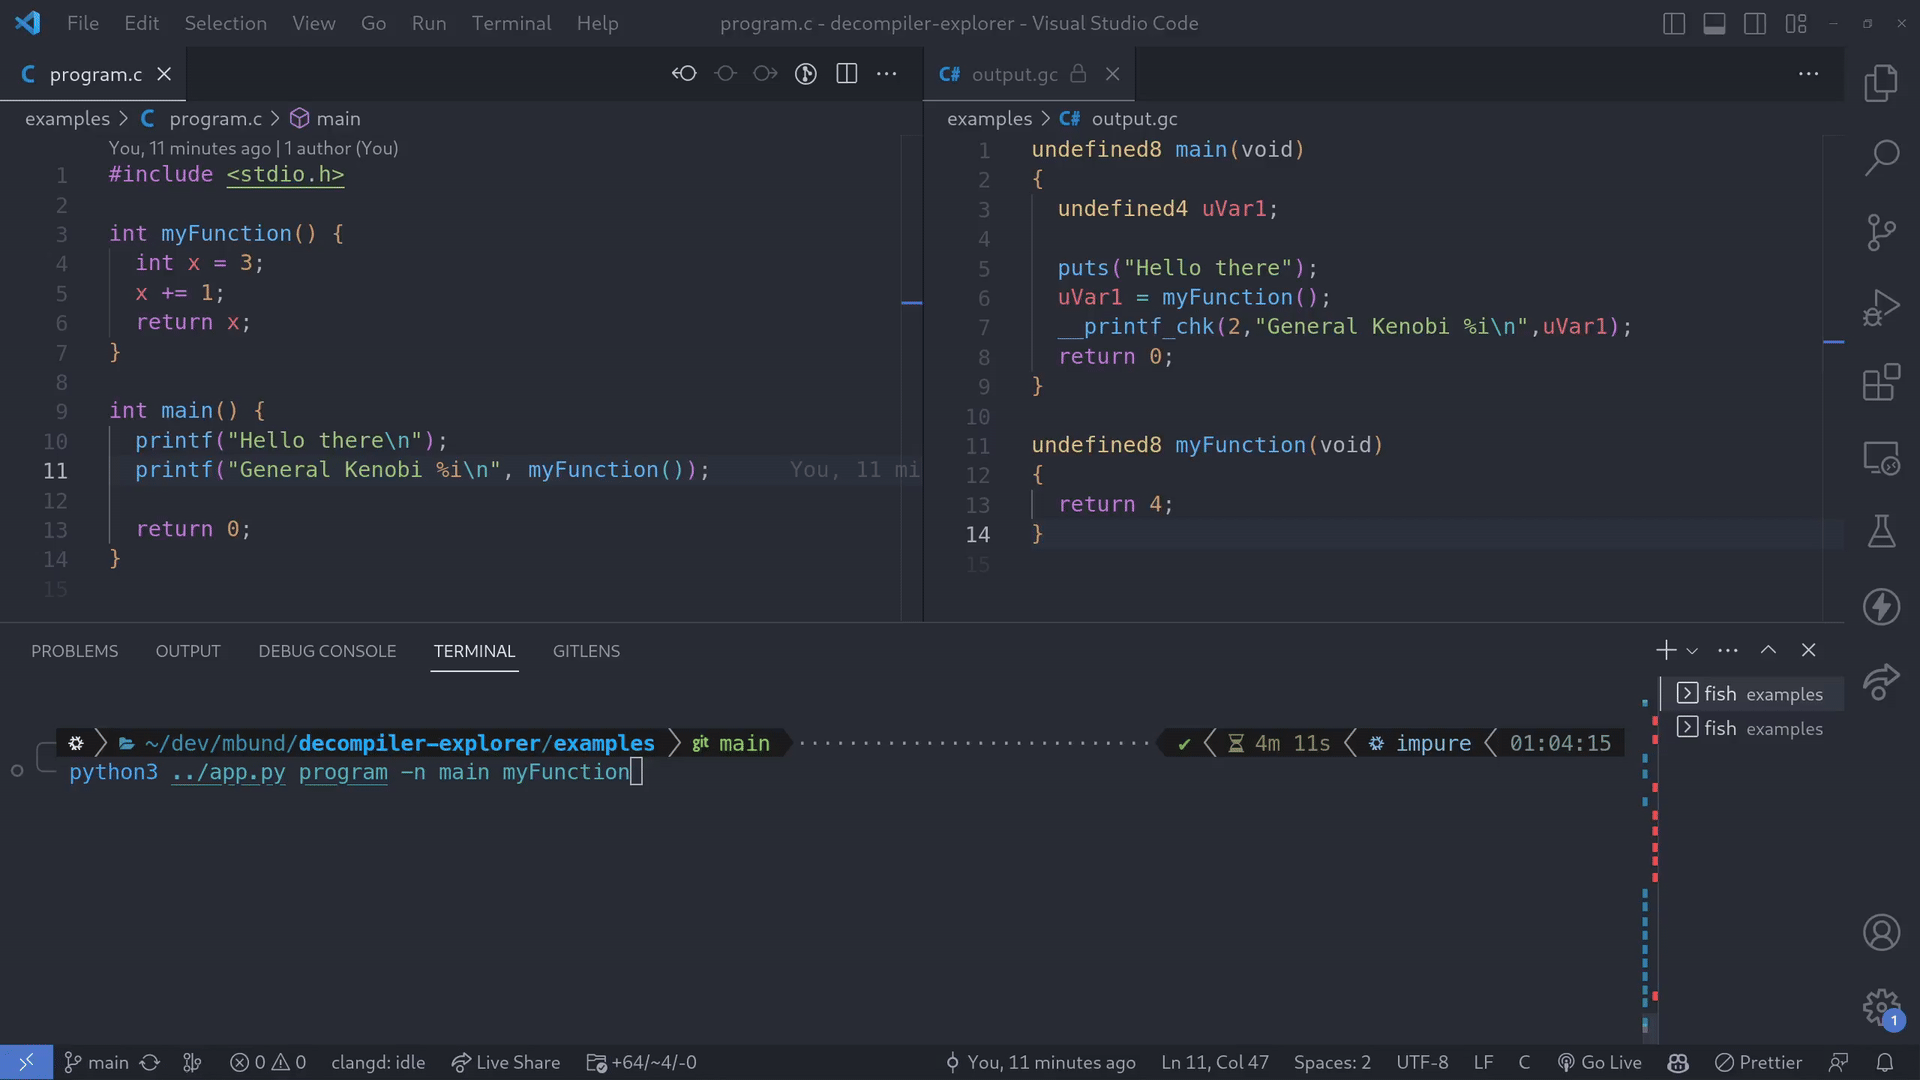 File Edit Selection View Go Run Terminal Help program.c - decompiler-explorer - Visual Studio Code
C program.c
C# output.gc
examples > C program.c > main
You, 11 minutes ago | 1 author (You)
1 #include <stdio.h>
2
3 int myFunction() {
4 int x = 3;
5 x += 1;
6 return x;
7 }
8
9 int main() {
10 printf("Hello there\n");
11 printf("General Kenobi %i\n", myFunction()); You, 11 mi
12
13 return 0;
14 }
15
examples > C# output.gc
1 undefined8 main(void)
2 {
3 undefined4 uVar1;
4
5 puts("Hello there");
6 uVar1 = myFunction();
7 __printf_chk(2,"General Kenobi %i\n",uVar1);
8 return 0;
9 }
10
11 undefined8 myFunction(void)
12 {
13 return 4;
14 }
15
PROBLEMS OUTPUT DEBUG CONSOLE TERMINAL GITLENS
fish examples
fish examples
~/dev/mbund/decompiler-explorer/examples git main ································ ✔ 4m 11s impure 01:04:15
python3 ../app.py program -n main myFunction
1
main 0 0 clangd: idle Live Share +64/~4/-0 You, 11 minutes ago Ln 11, Col 47 Spaces: 2 UTF-8 LF C Go Live Prettier